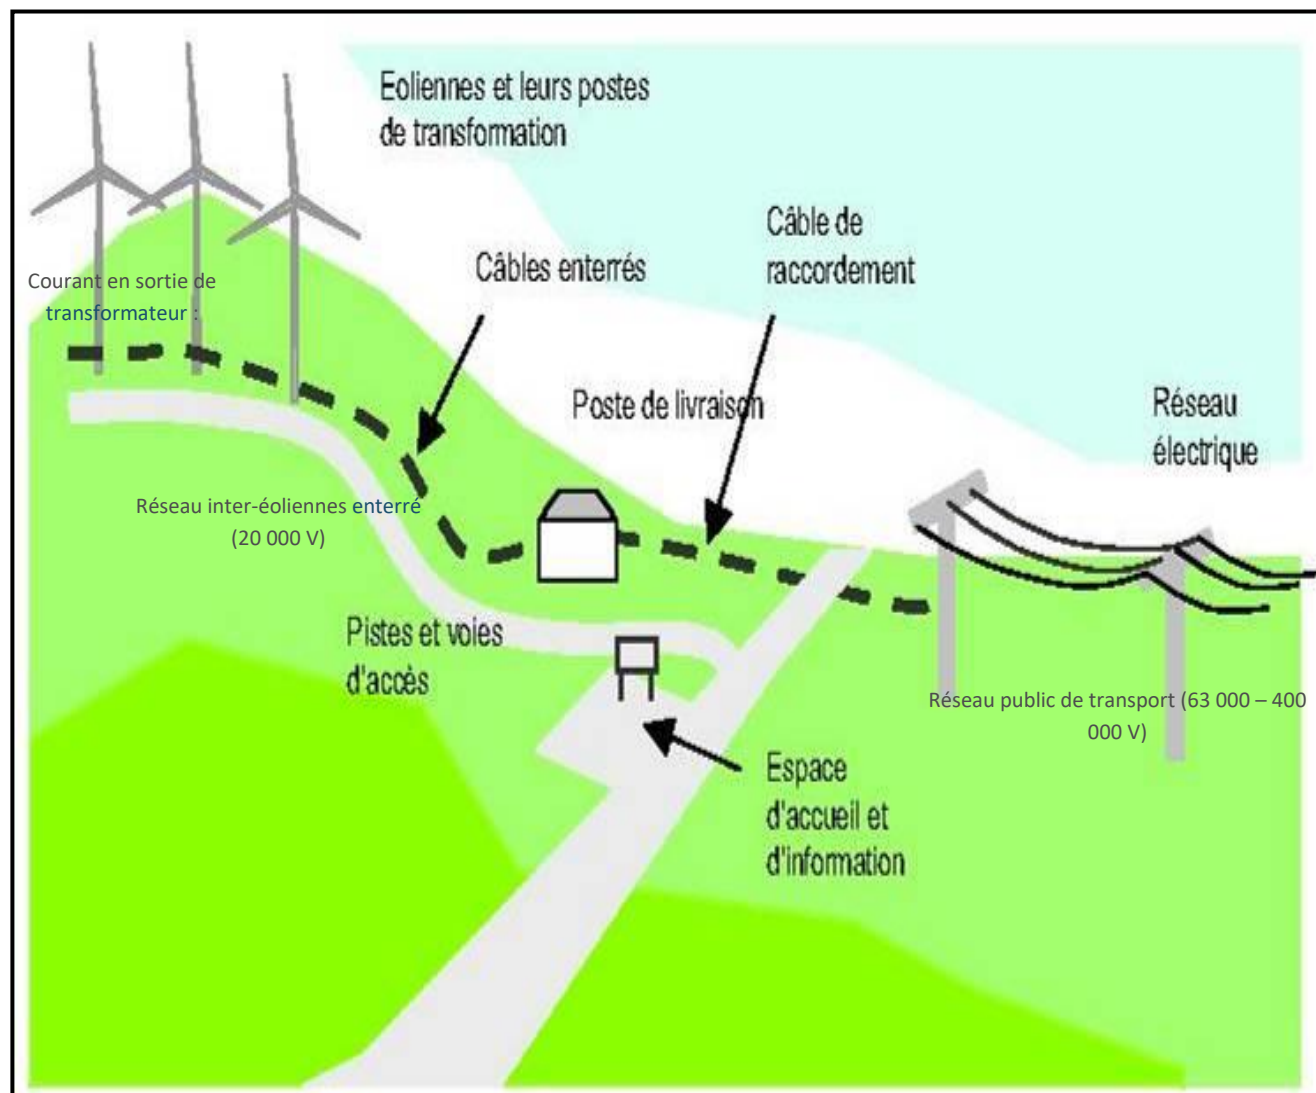 Eoliennes et leurs postes
de transformation
Câble de
raccordement
Câbles enterrés
Courant en sortie de
transformateur :
Poste de livraison
Réseau
électrique
Réseau inter-éoliennes enterré
(20 000 V)
Pistes et voies
d'accès
Réseau public de transport (63 000 – 400
000 V)
Espace
d'accueil et
d'information